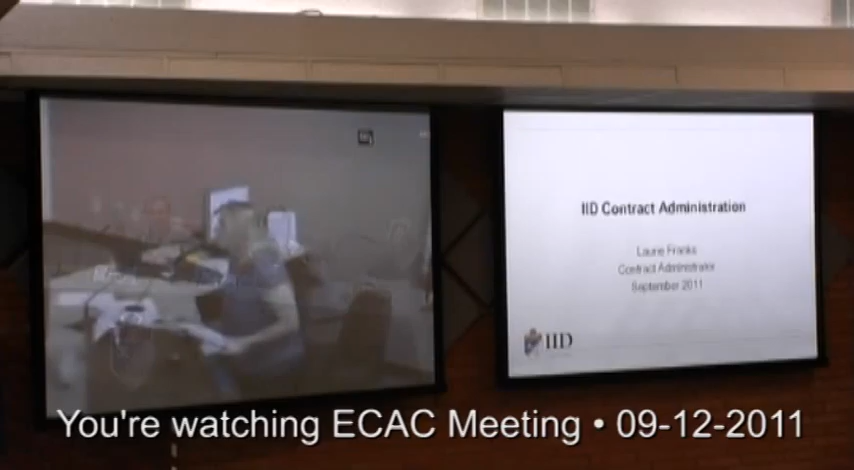 IID Contract Administration
Laurie Franks
Contract Administrator
September 2011
IID
You're watching ECAC Meeting • 09-12-2011